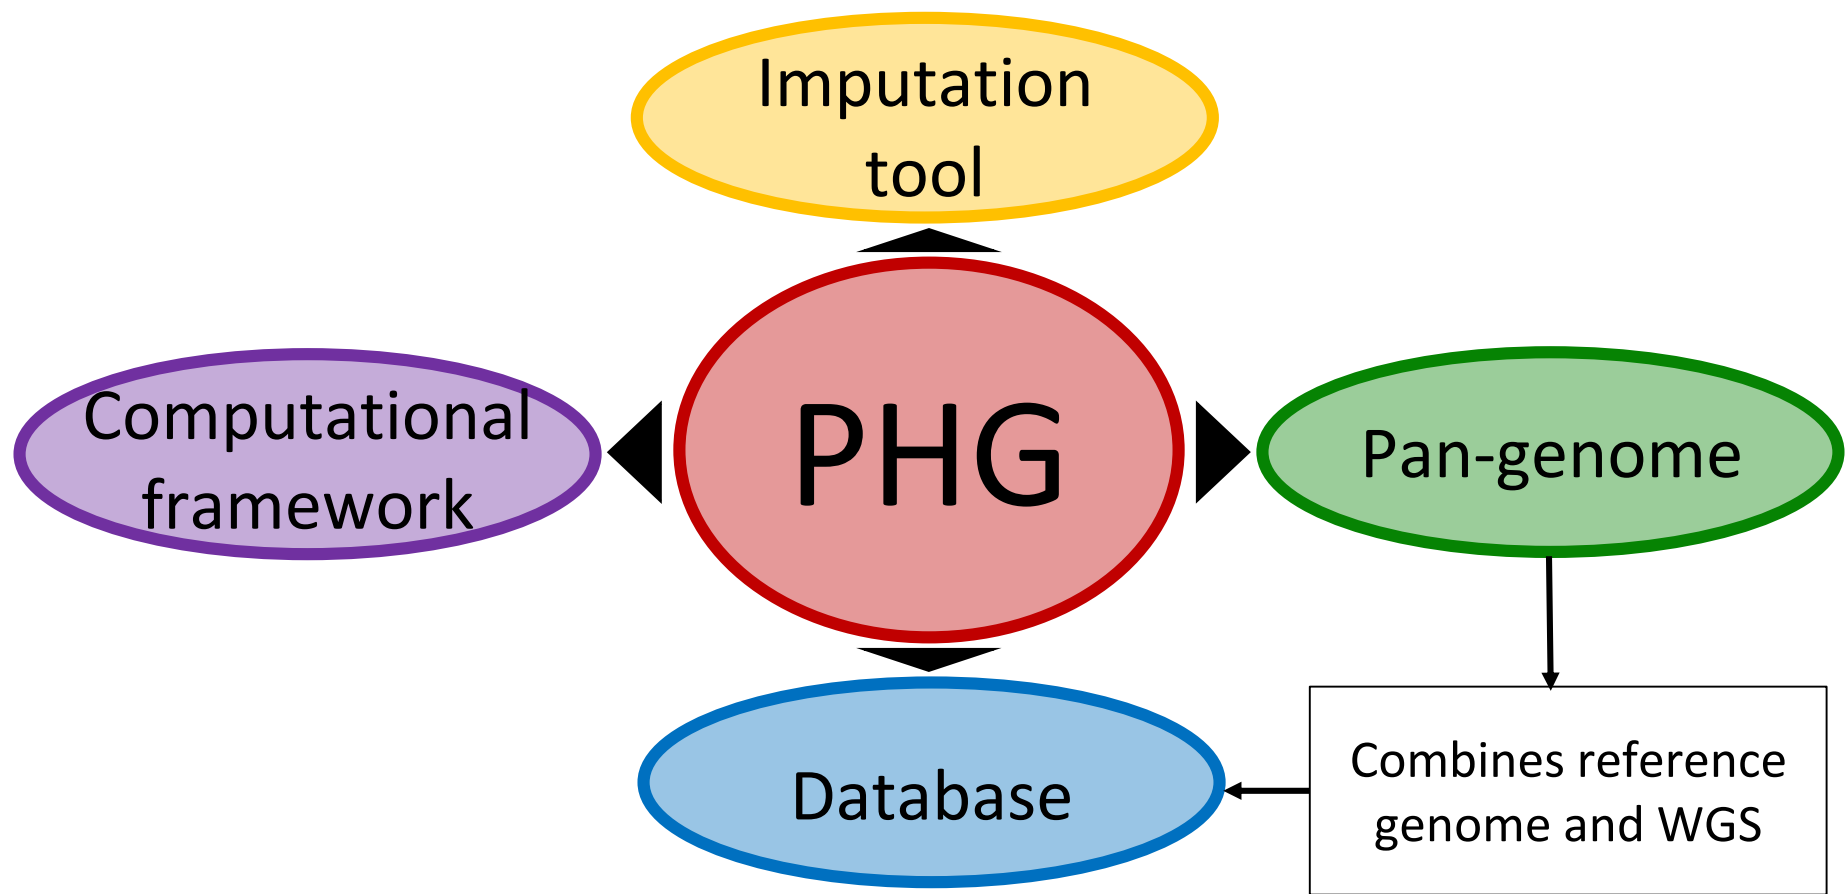 Imputation
tool
Computational
framework
PHG
Pan-genome
Database
Combines reference
genome and WGS